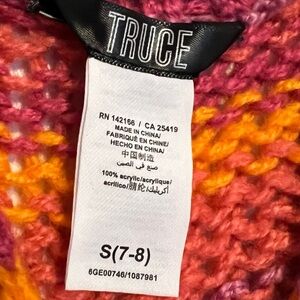 TRUCE
RN 142166 / CA 25419
MADE IN CHINA/
FABRIQUÉ EN CHINE/
HECHO EN CHINA/
中国制造
صنع في الصين
100% acrylic/acrylique/
acrílico/腈纶/أكريليك
S(7-8)
6GE00746/1087981